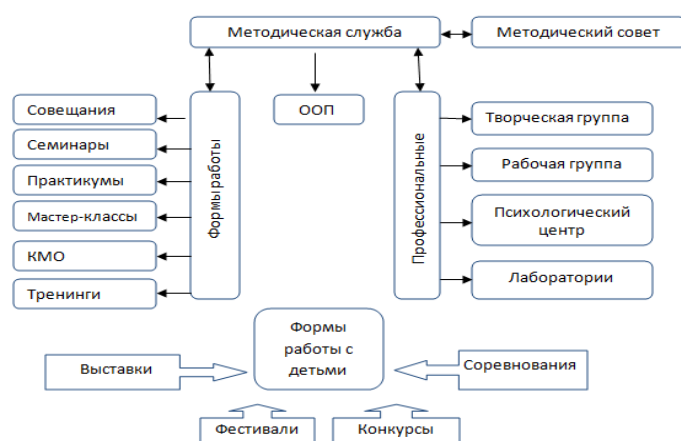 Методическая служба
Методический совет
ООП
Совещания
Семинары
Практикумы
Мастер-классы
КМО
Тренинги
Формы работы
Профессиональные
Творческая группа
Рабочая группа
Психологический
центр
Лаборатории
Формы
работы с
детьми
Выставки
Соревнования
Фестивали
Конкурсы